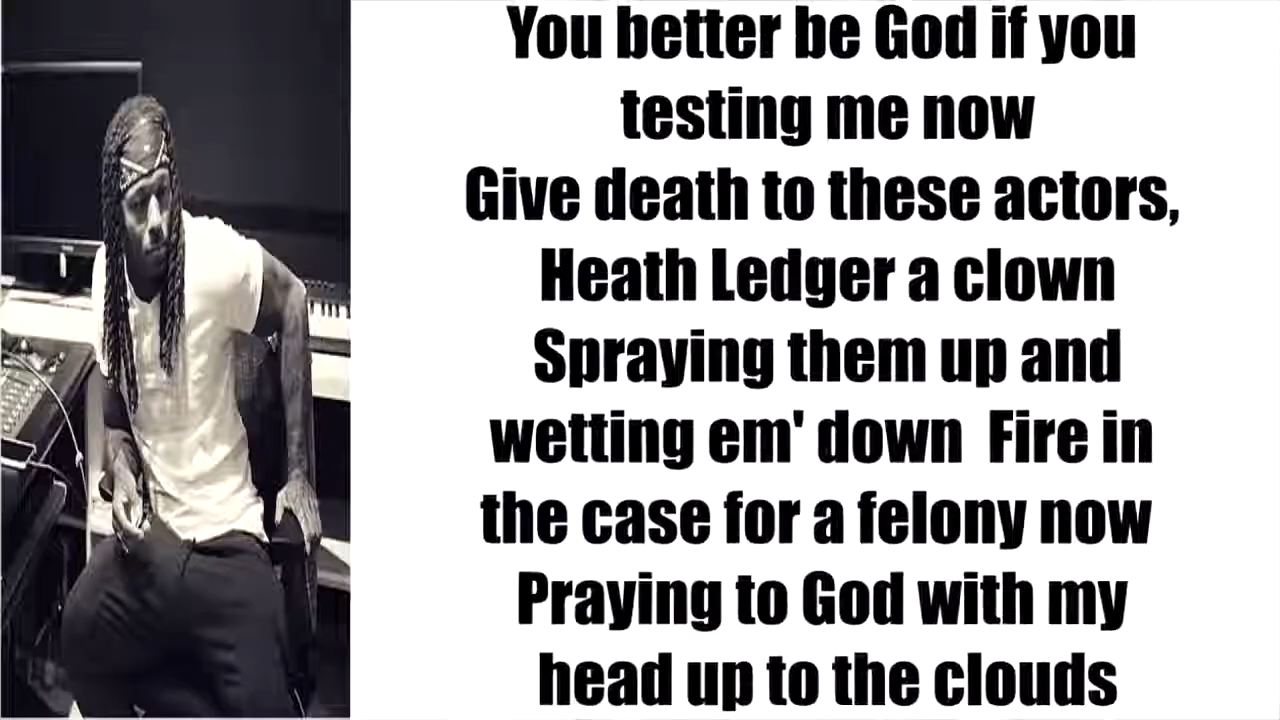 You better be God if you
testing me now
Give death to these actors,
Heath Ledger a clown
Spraying them up and
wetting em' down  Fire in
the case for a felony now
Praying to God with my
head up to the clouds